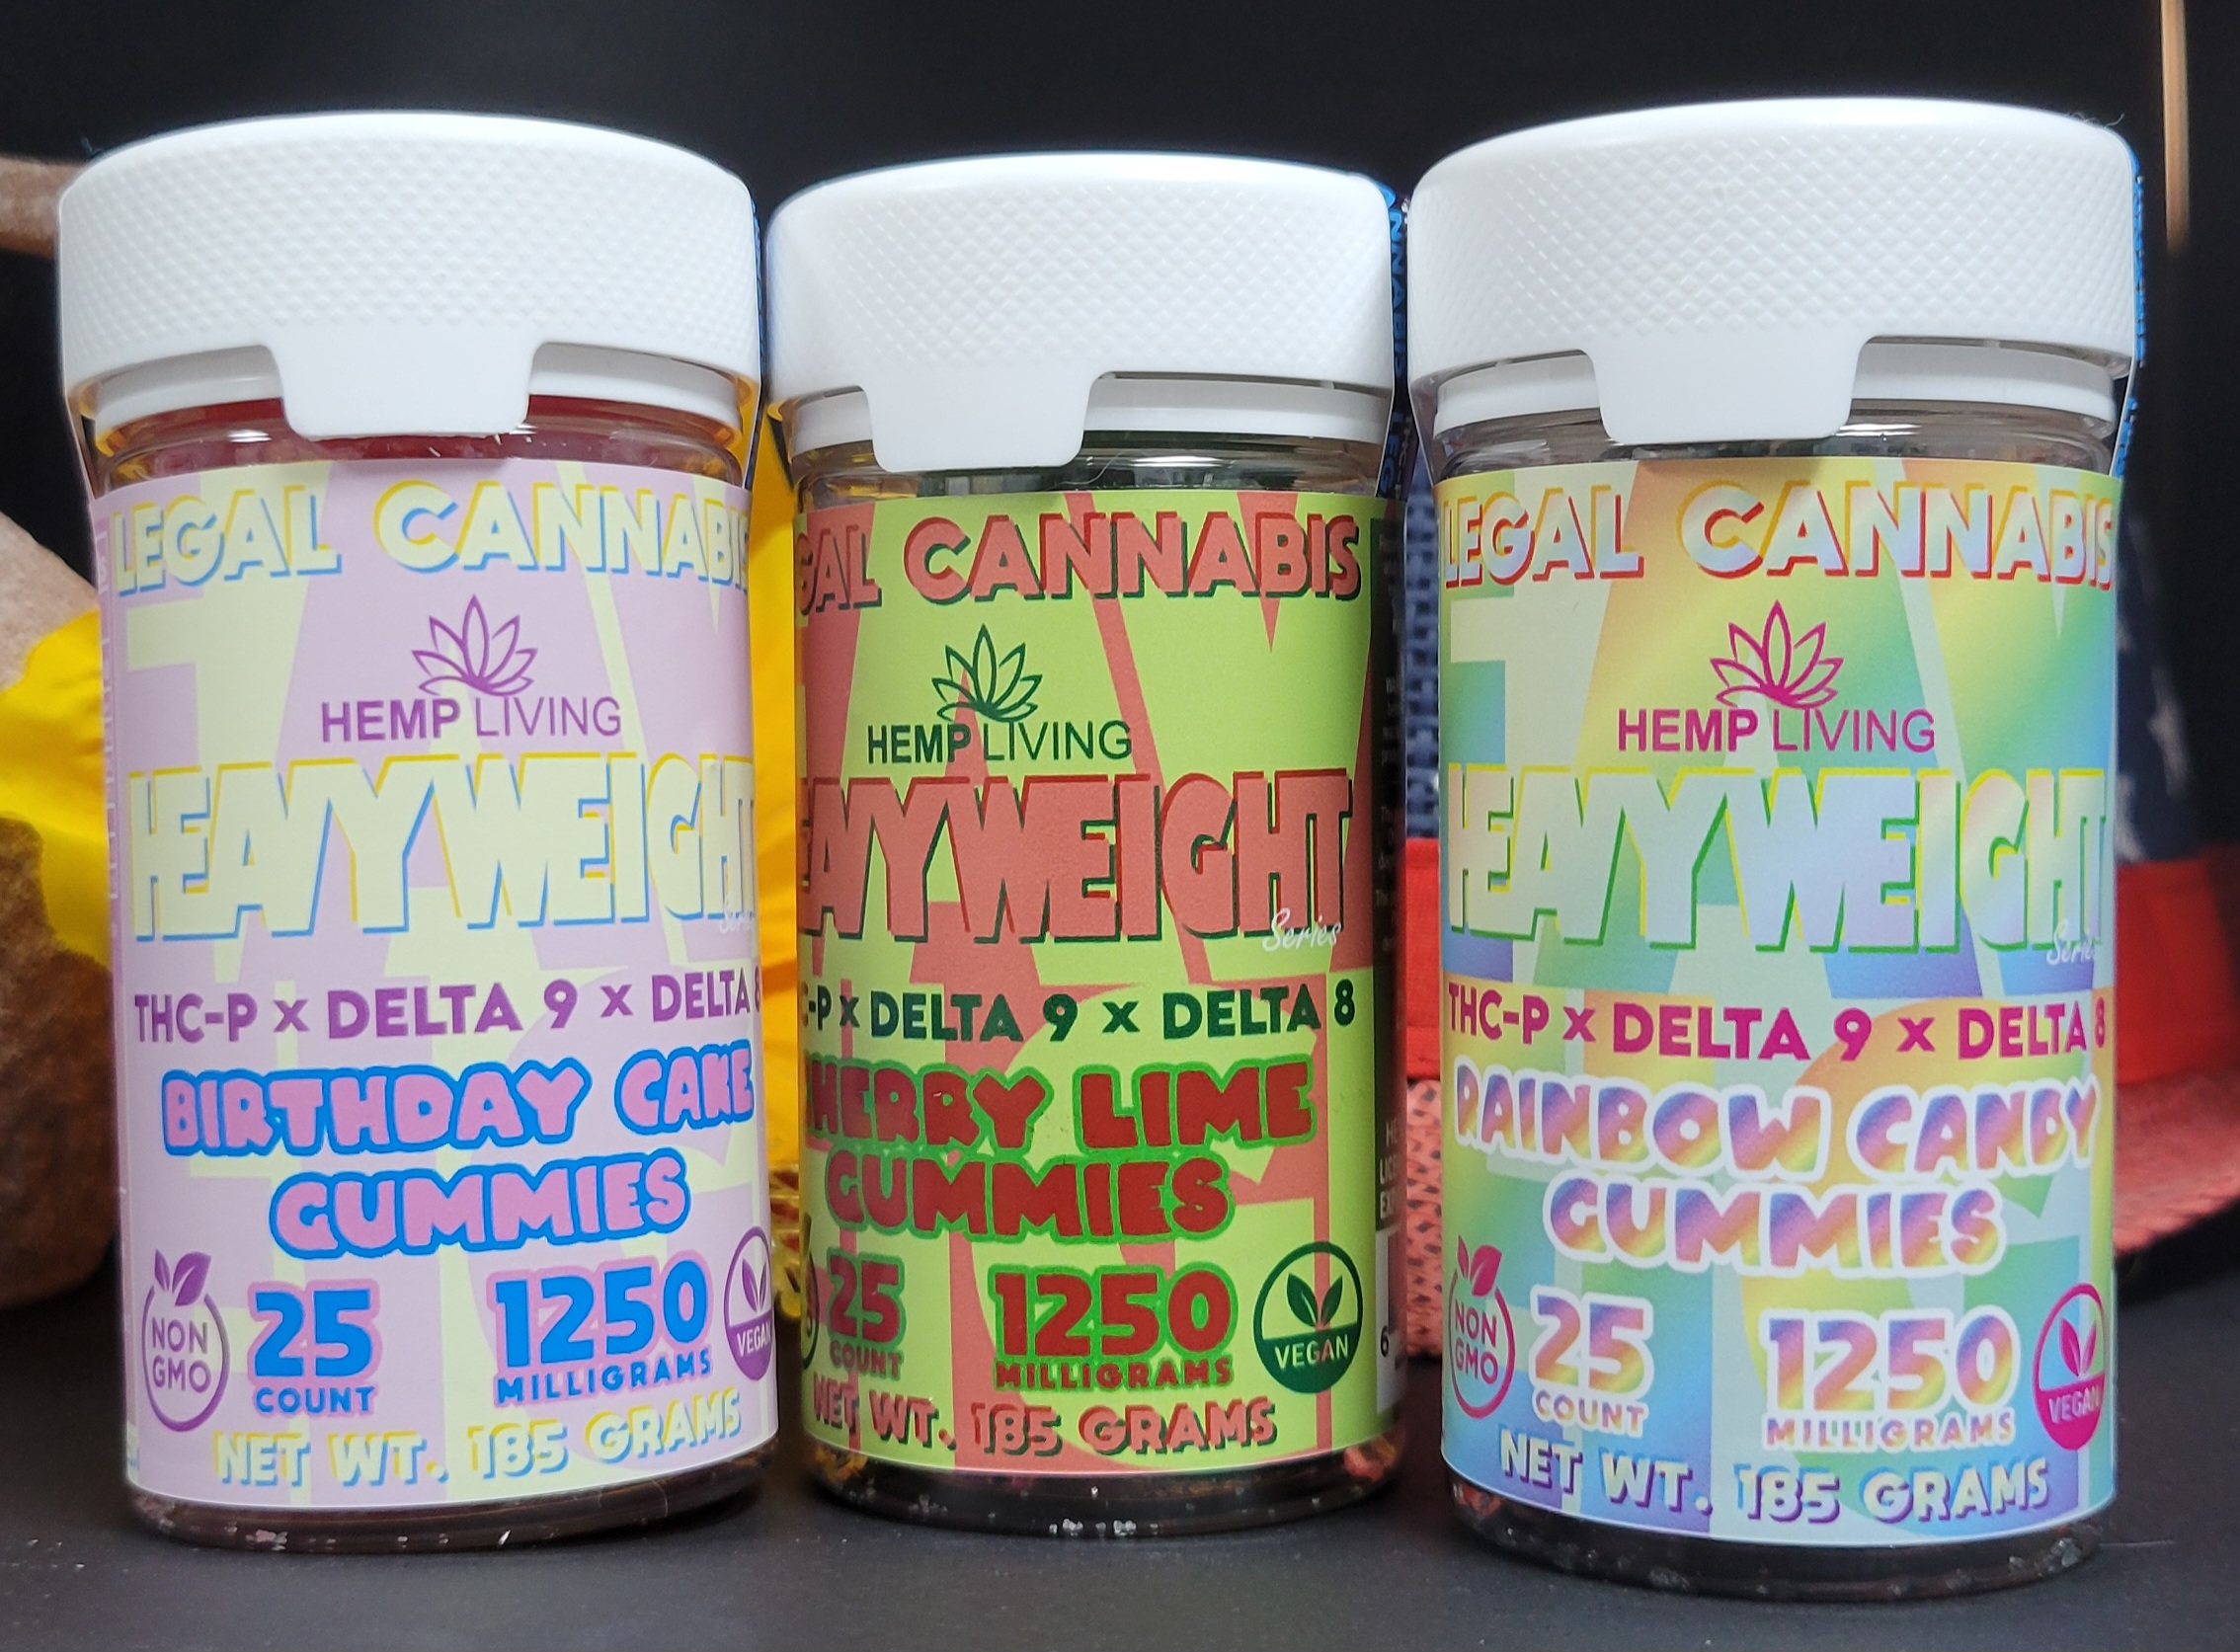 LEGAL CANNABIS
HEMP LIVING
HEAVYWEIGHT
Series
THC-P x DELTA 9 x DELTA 8
BIRTHDAY CAKE
GUMMIES
NON
GMO
25
COUNT
1250
MILLIGRAMS
VEGAN
NET WT. 185 GRAMS
GAL CANNABIS
HEMP LIVING
EAVYWEIGHT
Series
C-P x DELTA 9 x DELTA 8
HERRY LIME
GUMMIES
25
COUNT
1250
MILLIGRAMS
VEGAN
NET WT. 185 GRAMS
LEGAL CANNABIS
HEMP LIVING
HEAVYWEIGHT
Series
THC-P x DELTA 9 x DELTA 8
RAINBOW CANDY
GUMMIES
NON
GMO
25
COUNT
1250
MILLIGRAMS
VEGAN
NET WT. 185 GRAMS